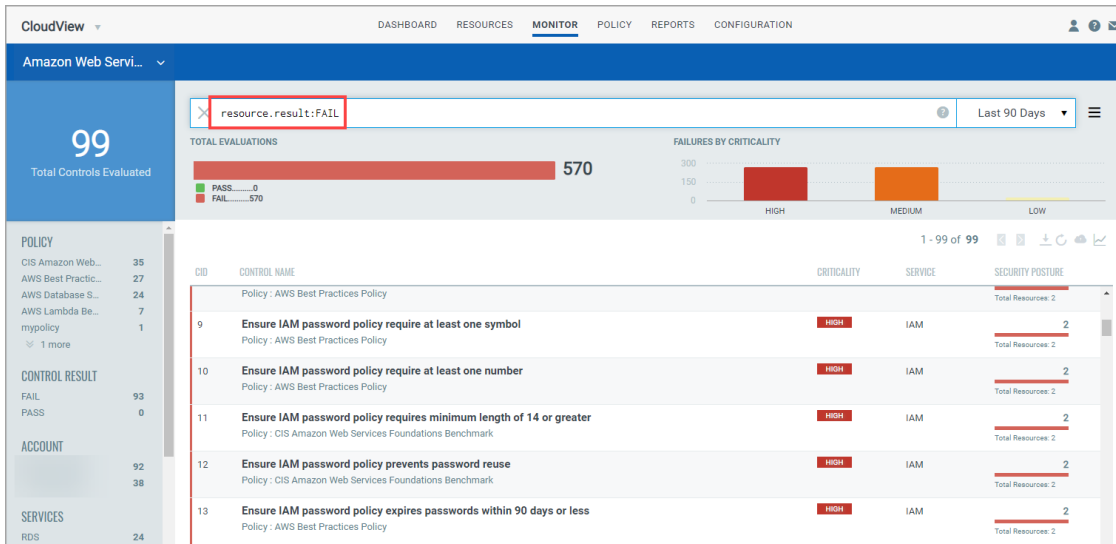 CloudView
DASHBOARD RESOURCES MONITOR POLICY REPORTS CONFIGURATION
Amazon Web Servi...
99
Total Controls Evaluated
resource.result:FAIL
Last 90 Days
TOTAL EVALUATIONS
570
PASS.........0
FAIL.........570
FAILURES BY CRITICALITY
300
150
0
HIGH MEDIUM LOW
1 - 99 of 99
POLICY
CIS Amazon Web... 35
AWS Best Practic... 27
AWS Database S... 24
AWS Lambda Be... 7
mypolicy 1
1 more
CONTROL RESULT
FAIL 93
PASS 0
ACCOUNT
92
38
SERVICES
RDS 24
CID CONTROL NAME CRITICALITY SERVICE SECURITY POSTURE
Policy : AWS Best Practices Policy
Total Resources: 2
9 Ensure IAM password policy require at least one symbol HIGH IAM 2
Policy : AWS Best Practices Policy
Total Resources: 2
10 Ensure IAM password policy require at least one number HIGH IAM 2
Policy : AWS Best Practices Policy
Total Resources: 2
11 Ensure IAM password policy requires minimum length of 14 or greater HIGH IAM 2
Policy : CIS Amazon Web Services Foundations Benchmark
Total Resources: 2
12 Ensure IAM password policy prevents password reuse HIGH IAM 2
Policy : CIS Amazon Web Services Foundations Benchmark
Total Resources: 2
13 Ensure IAM password policy expires passwords within 90 days or less HIGH IAM 2
Policy : AWS Best Practices Policy
Total Resources: 2